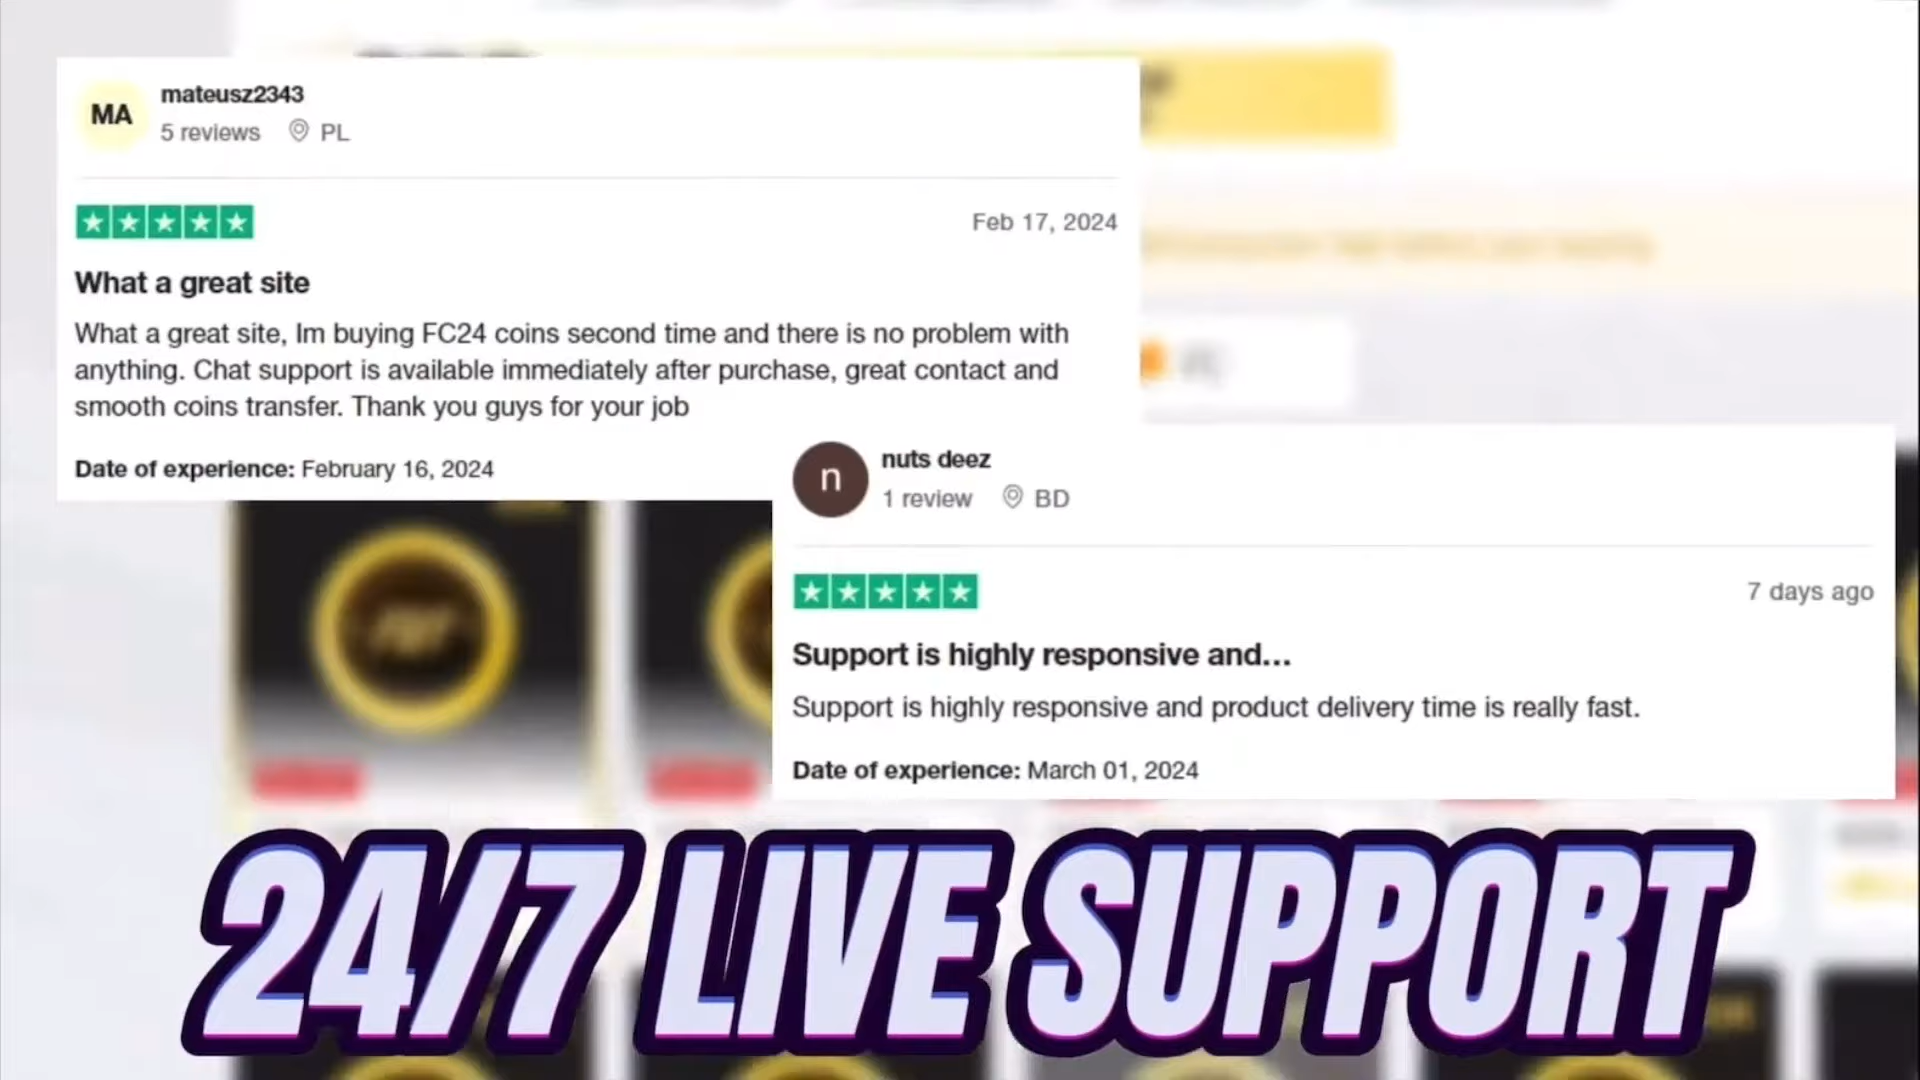 MA
mateusz2343
5 reviews PL
Feb 17, 2024
What a great site
What a great site, Im buying FC24 coins second time and there is no problem with
anything. Chat support is available immediately after purchase, great contact and
smooth coins transfer. Thank you guys for your job
Date of experience: February 16, 2024
n
nuts deez
1 review BD
7 days ago
Support is highly responsive and...
Support is highly responsive and product delivery time is really fast.
Date of experience: March 01, 2024
24/7 LIVE SUPPORT